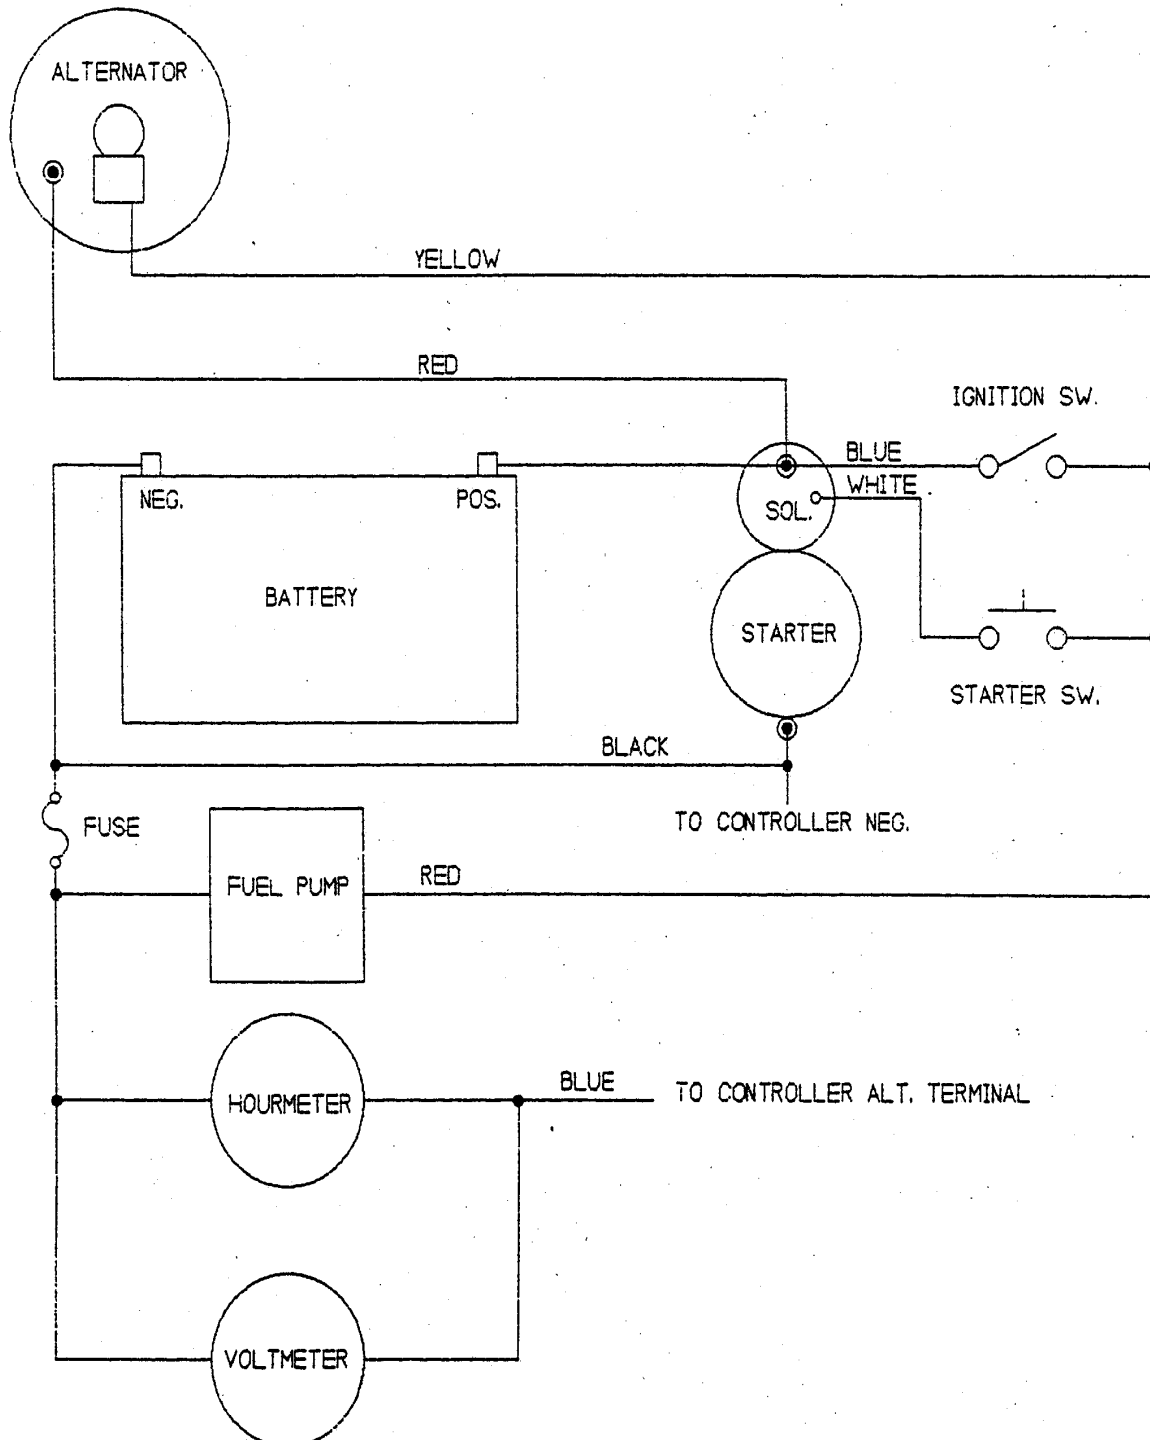 ALTERNATOR
YELLOW
RED
IGNITION SW.
BLUE
WHITE
NEG.
POS.
SOL.
BATTERY
STARTER
STARTER SW.
BLACK
TO CONTROLLER NEG.
FUSE
FUEL PUMP
RED
BLUE
TO CONTROLLER ALT. TERMINAL
HOURMETER
VOLTMETER